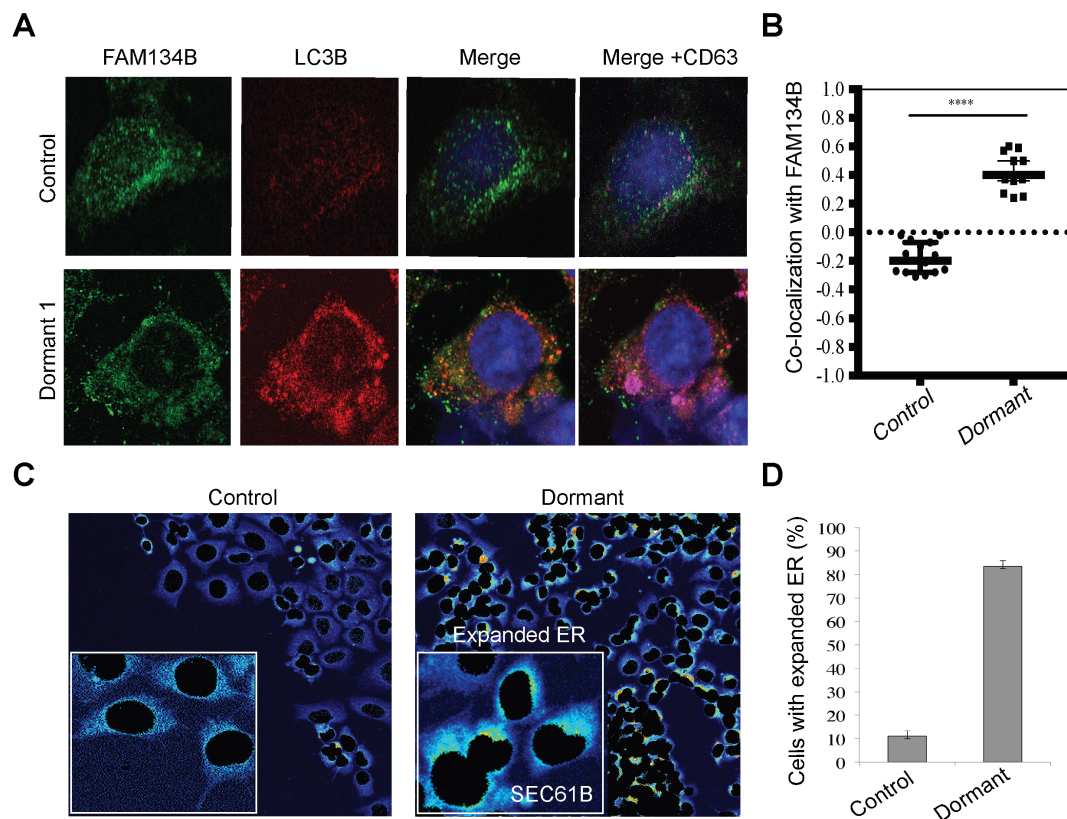 A
FAM134B
LC3B
Merge
Merge +CD63
Control
Dormant 1
B
Co-localization with FAM134B
1.0
0.8
0.6
0.4
0.2
0.0
-0.2
-0.4
-0.6
-0.8
-1.0
****
Control
Dormant
C
Control
Dormant
Expanded ER
SEC61B
D
Cells with expanded ER (%)
100
90
80
70
60
50
40
30
20
10
0
Control
Dormant